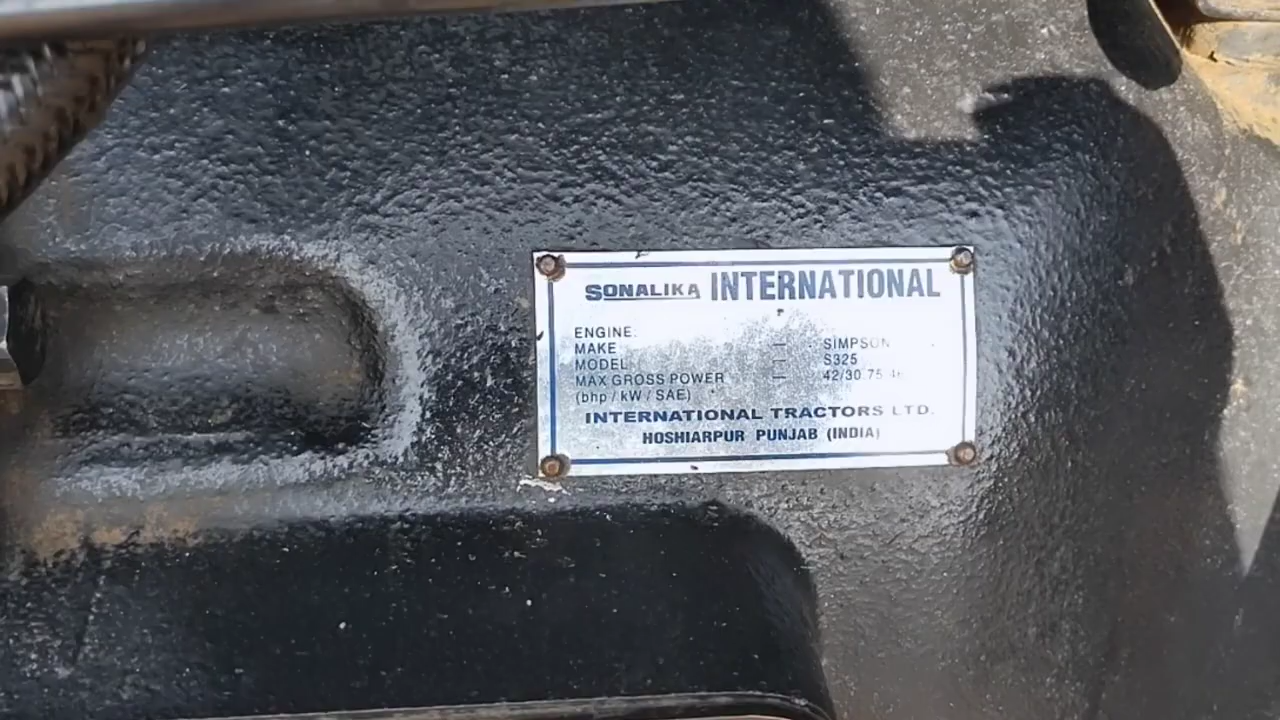 SONALIKA INTERNATIONAL
ENGINE:
MAKE — SIMPSON
MODEL — S325
MAX GROSS POWER — 42/30.75
(bhp / kW / SAE)
INTERNATIONAL TRACTORS LTD.
HOSHIARPUR PUNJAB (INDIA)